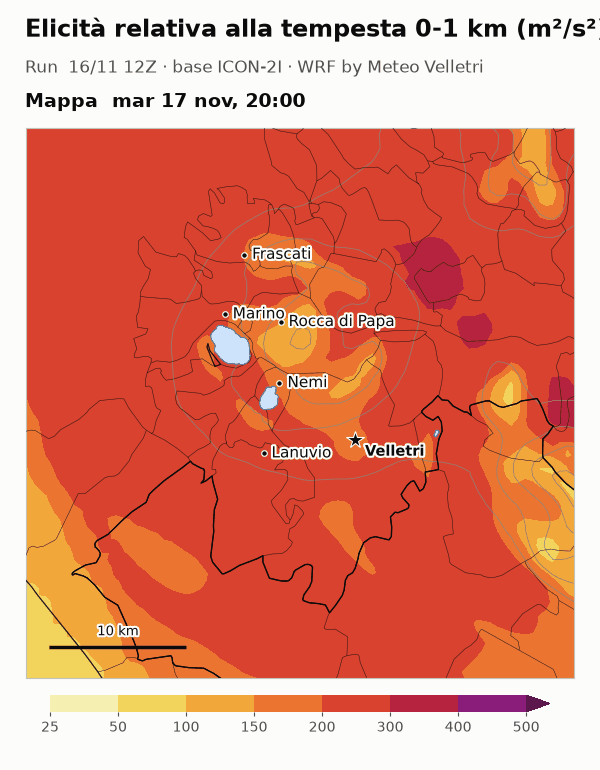 Elicità relativa alla tempesta 0-1 km (m²/s²)
Run  16/11 12Z · base ICON-2I · WRF by Meteo Velletri
Mappa  mar 17 nov, 20:00
Frascati
Marino
Rocca di Papa
Nemi
Velletri
Lanuvio
10 km
25 50 100 150 200 300 400 500